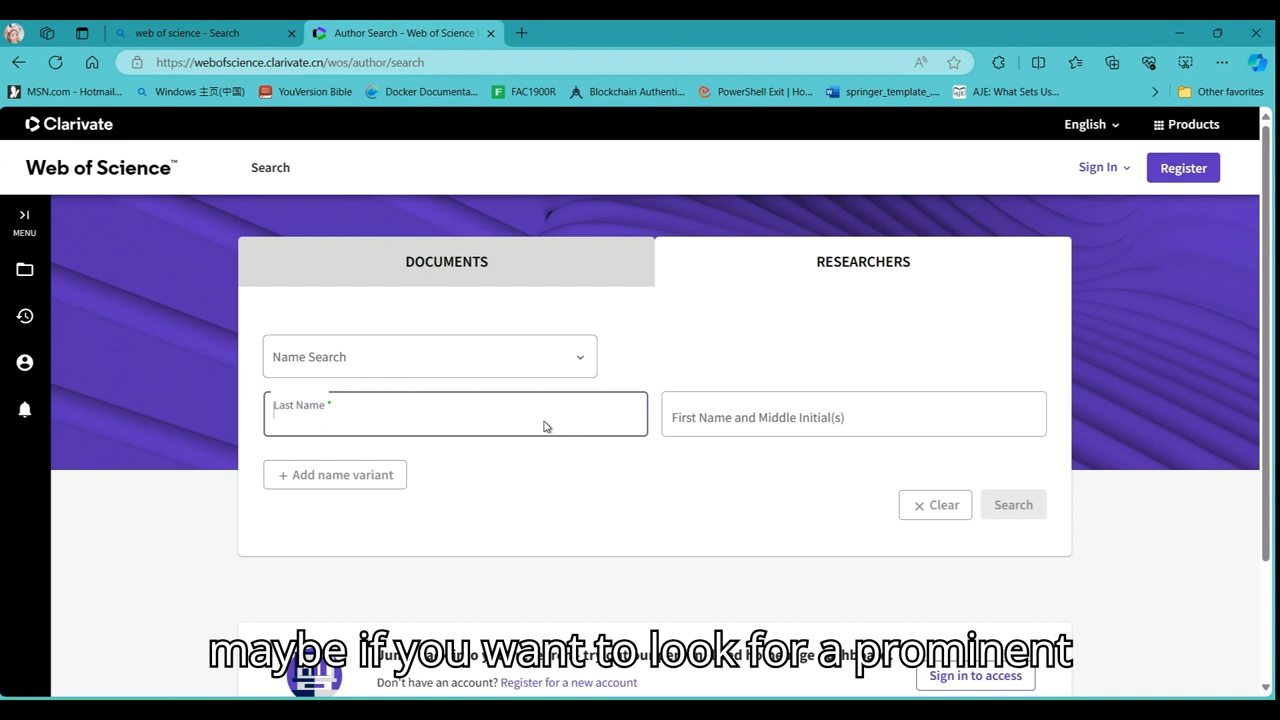 web of science - Search
Author Search - Web of Science
https://webofscience.clarivate.cn/wos/author/search
MSN.com - Hotmail...
Windows 主页(中国)
YouVersion Bible
Docker Documenta...
FAC1900R
Blockchain Authenti...
PowerShell Exit | Ho...
springer_template_...
AJE: What Sets Us...
Other favorites
Clarivate
English
Products
Web of Science™
Search
Sign In
Register
MENU
DOCUMENTS
RESEARCHERS
Name Search
Last Name *
First Name and Middle Initial(s)
+ Add name variant
× Clear
Search
maybe if you want to look for a prominent
Don't have an account? Register for a new account
Sign in to access